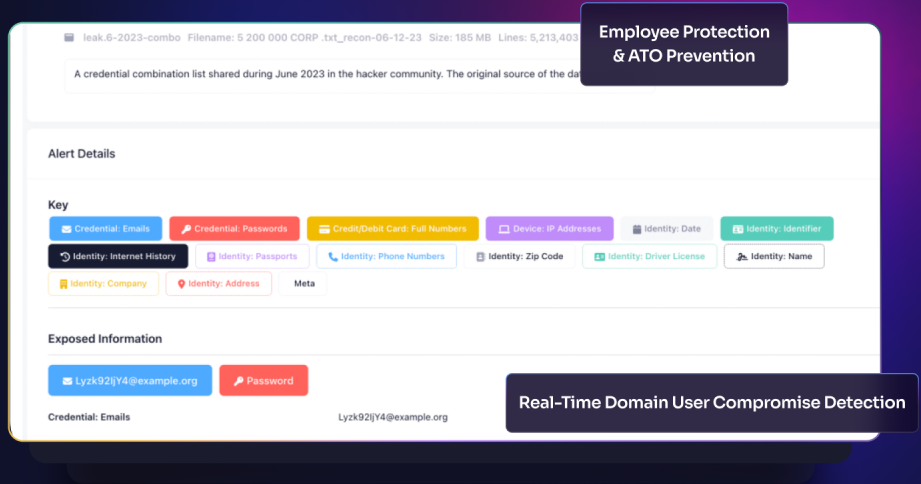 leak.6-2023-combo Filename: 5 200 000 CORP .txt_recon-06-12-23 Size: 185 MB Lines: 5,213,403
Employee Protection
& ATO Prevention
A credential combination list shared during June 2023 in the hacker community. The original source of the
Alert Details
Key
Credential: Emails Credential: Passwords Credit/Debit Card: Full Numbers Device: IP Addresses Identity: Date Identity: Identifier
Identity: Internet History Identity: Passports Identity: Phone Numbers Identity: Zip Code Identity: Driver License Identity: Name
Identity: Company Identity: Address Meta
Exposed Information
Lyzk92IjY4@example.org Password
Real-Time Domain User Compromise Detection
Credential: Emails Lyzk92IjY4@example.org